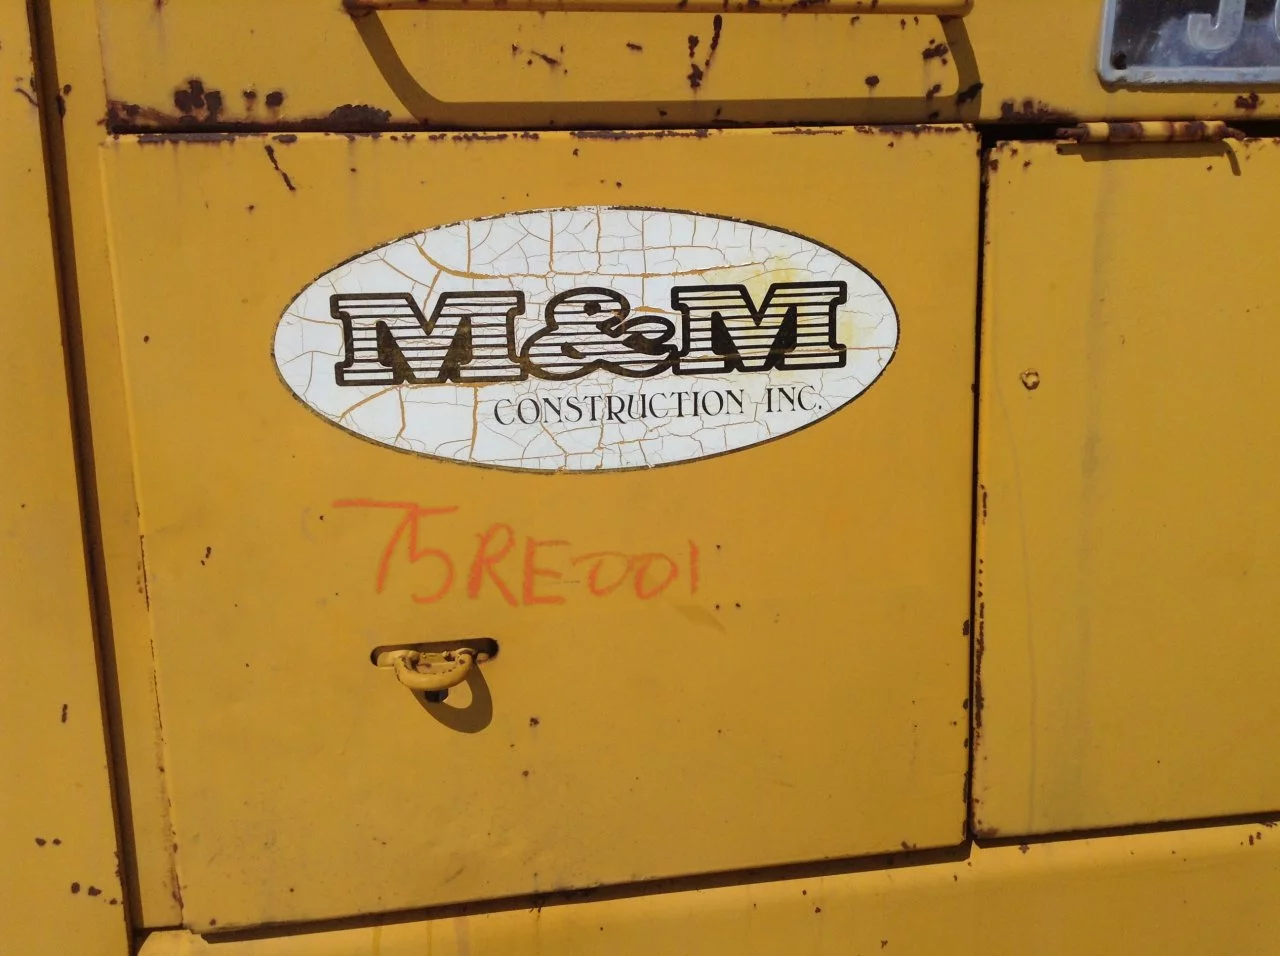 J
M&M
CONSTRUCTION INC.
75RE001